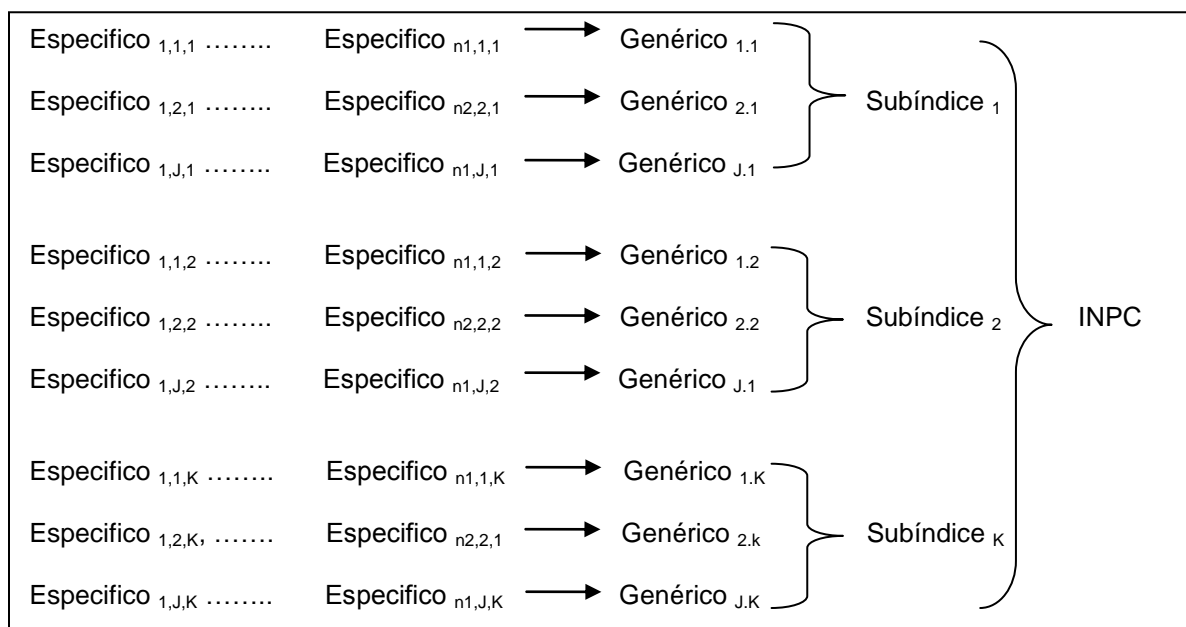 Especifico 1,1,1 …….. Especifico n1,1,1 Genérico 1.1
Especifico 1,2,1 …….. Especifico n2,2,1 Genérico 2.1 Subíndice 1
Especifico 1,J,1 …….. Especifico n1,J,1 Genérico J.1
Especifico 1,1,2 …….. Especifico n1,1,2 Genérico 1.2
Especifico 1,2,2 …….. Especifico n2,2,2 Genérico 2.2 Subíndice 2 INPC
Especifico 1,J,2 …….. Especifico n1,J,2 Genérico J.1
Especifico 1,1,K …….. Especifico n1,1,K Genérico 1.K
Especifico 1,2,K, ……. Especifico n2,2,1 Genérico 2.k Subíndice K
Especifico 1,J,K …….. Especifico n1,J,K Genérico J.K